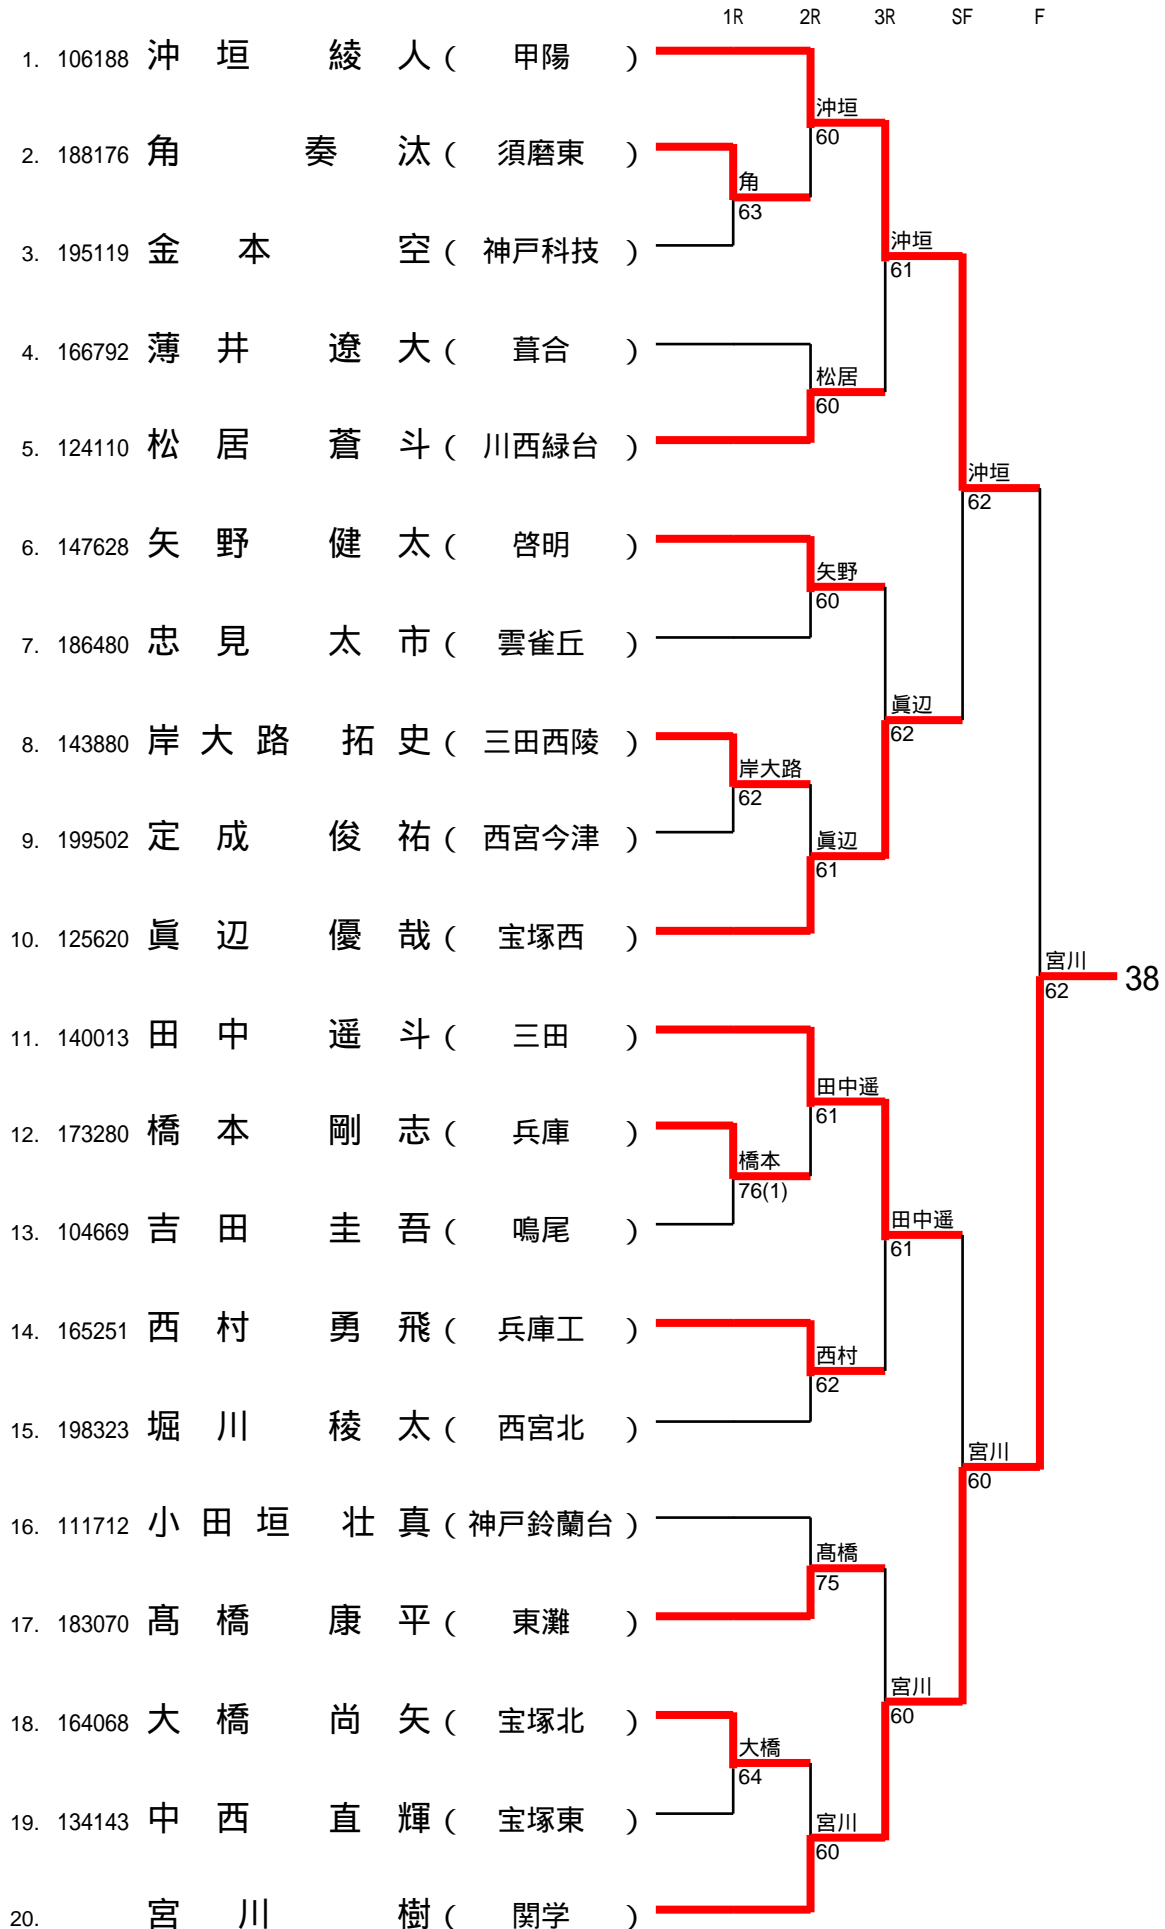 1R 2R 3R SF F
1. 106188 沖垣 綾人 ( 甲陽 )
沖垣
60
2. 188176 角 奏汰 ( 須磨東 )
角
63
3. 195119 金本 空 ( 神戸科技 )
沖垣
61
4. 166792 薄井 遼大 ( 葺合 )
松居
60
5. 124110 松居 蒼斗 ( 川西緑台 )
沖垣
62
6. 147628 矢野 健太 ( 啓明 )
矢野
60
7. 186480 忠見 太市 ( 雲雀丘 )
眞辺
62
8. 143880 岸大路 拓史 ( 三田西陵 )
岸大路
62
9. 199502 定成 俊祐 ( 西宮今津 )
眞辺
61
10. 125620 眞辺 優哉 ( 宝塚西 )
宮川
62
38
11. 140013 田中 遥斗 ( 三田 )
田中遥
61
12. 173280 橋本 剛志 ( 兵庫 )
橋本
76(1)
13. 104669 吉田 圭吾 ( 鳴尾 )
田中遥
61
14. 165251 西村 勇飛 ( 兵庫工 )
西村
62
15. 198323 堀川 稜太 ( 西宮北 )
宮川
60
16. 111712 小田垣 壮真 ( 神戸鈴蘭台 )
髙橋
75
17. 183070 髙橋 康平 ( 東灘 )
宮川
60
18. 164068 大橋 尚矢 ( 宝塚北 )
大橋
64
19. 134143 中西 直輝 ( 宝塚東 )
宮川
60
20. 宮川 樹 ( 関学 )